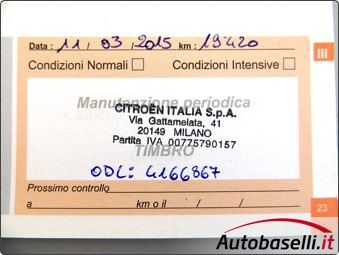 Data : 11 / 03 / 2015 km : 19420
Condizioni Normali Condizioni Intensive
III
Manutenzione periodica
CITROËN ITALIA S.p.A.
Via Gattamelata, 41
20149 MILANO
Partita IVA 00775790157
TIMBRO
ODL: 4166867
Prossimo controllo
a km o il / / /
23
Autobaselli.it